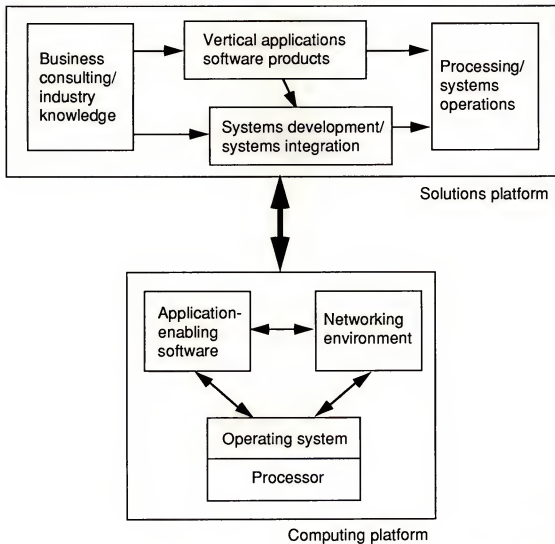 Business
consulting/
industry
knowledge
Vertical applications
software products
Systems development/
systems integration
Processing/
systems
operations
Solutions platform
Application-
enabling
software
Networking
environment
Operating system
Processor
Computing platform